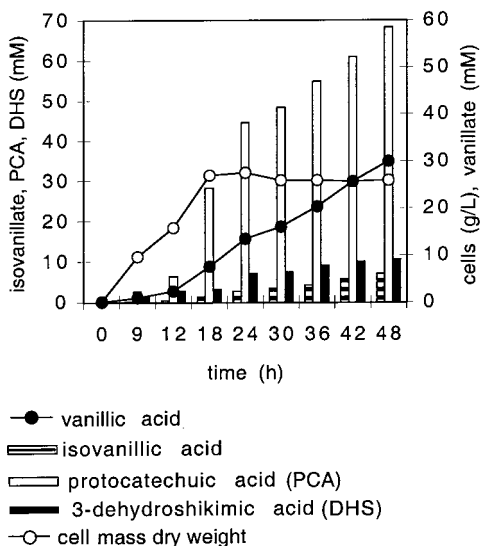 isovanillate, PCA, DHS (mM)
70
60
50
40
30
20
10
0
60
50
40
30
20
10
0
cells (g/L), vanillate (mM)
0 9 12 18 24 30 36 42 48
time (h)
vanillic acid
isovanillic acid
protocatechuic acid (PCA)
3-dehydroshikimic acid (DHS)
cell mass dry weight